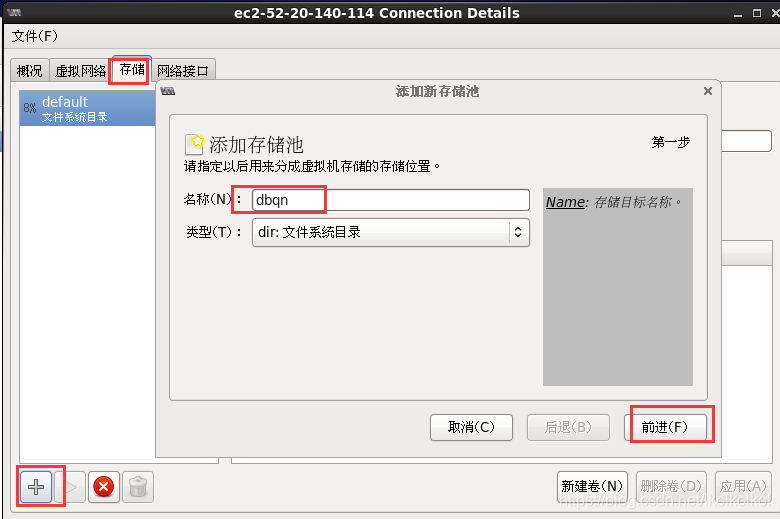 ec2-52-20-140-114 Connection Details
文件(F)
概况 虚拟网络 存储 网络接口
8% default
文件系统目录
添加新存储池
添加存储池
第一步
请指定以后用来分成虚拟机存储的存储位置。
名称(N)： dbqn
类型(T)： dir: 文件系统目录
Name: 存储目标名称。
取消(C) 后退(B) 前进(F)
新建卷(N) 删除卷(D) 应用(A)